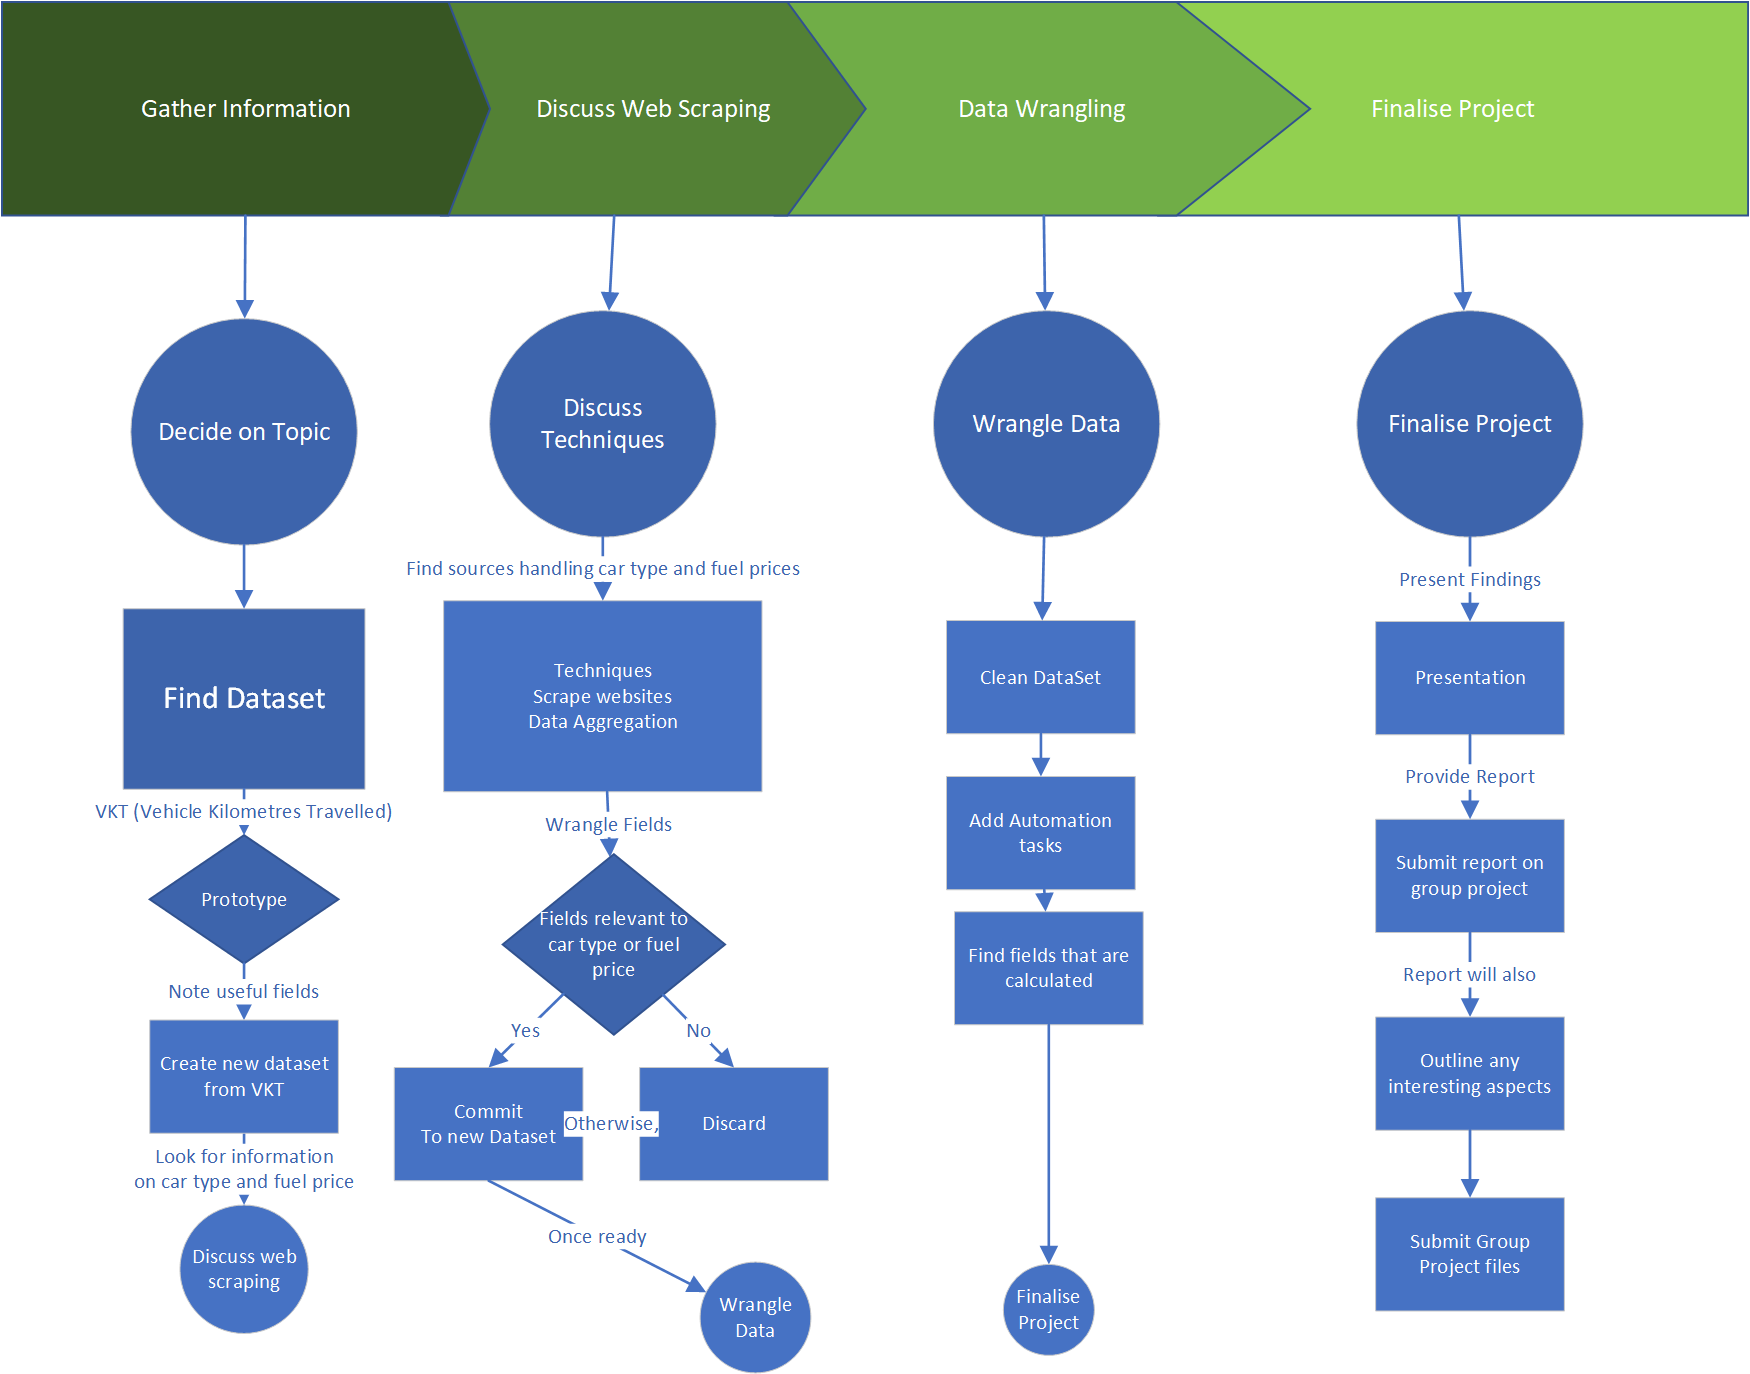 Gather Information
Discuss Web Scraping
Data Wrangling
Finalise Project
Decide on Topic
Find Dataset
VKT (Vehicle Kilometres Travelled)
Prototype
Note useful fields
Create new dataset
from VKT
Look for information
on car type and fuel price
Discuss web
scraping
Discuss
Techniques
Find sources handling car type and fuel prices
Techniques
Scrape websites
Data Aggregation
Wrangle Fields
Fields relevant to
car type or fuel
price
Yes
No
Commit
To new Dataset
Otherwise,
Discard
Once ready
Wrangle
Data
Wrangle Data
Clean DataSet
Add Automation
tasks
Find fields that are
calculated
Finalise
Project
Finalise Project
Present Findings
Presentation
Provide Report
Submit report on
group project
Report will also
Outline any
interesting aspects
Submit Group
Project files